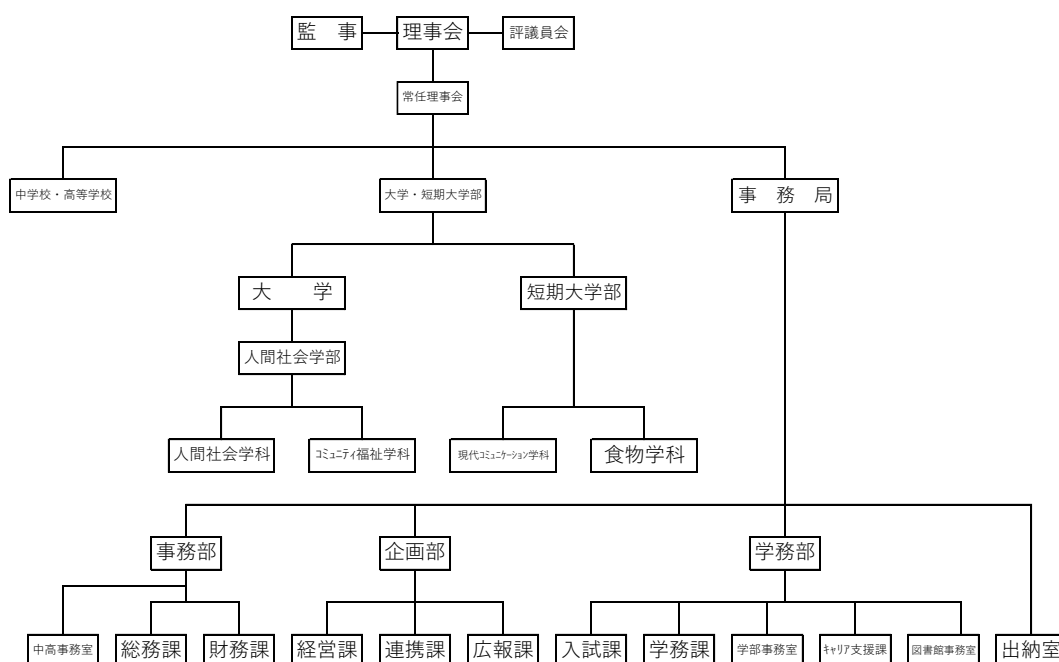 監　事
理事会
評議員会
常任理事会
中学校・高等学校
大学・短期大学部
事　務　局
大　　学
短期大学部
人間社会学部
人間社会学科
ｺﾐｭﾆﾃｨ福祉学科
現代ｺﾐｭﾆｹｰｼｮﾝ学科
食物学科
事務部
企画部
学務部
中高事務室
総務課
財務課
経営課
連携課
広報課
入試課
学務課
学部事務室
ｷｬﾘｱ支援課
図書館事務室
出納室